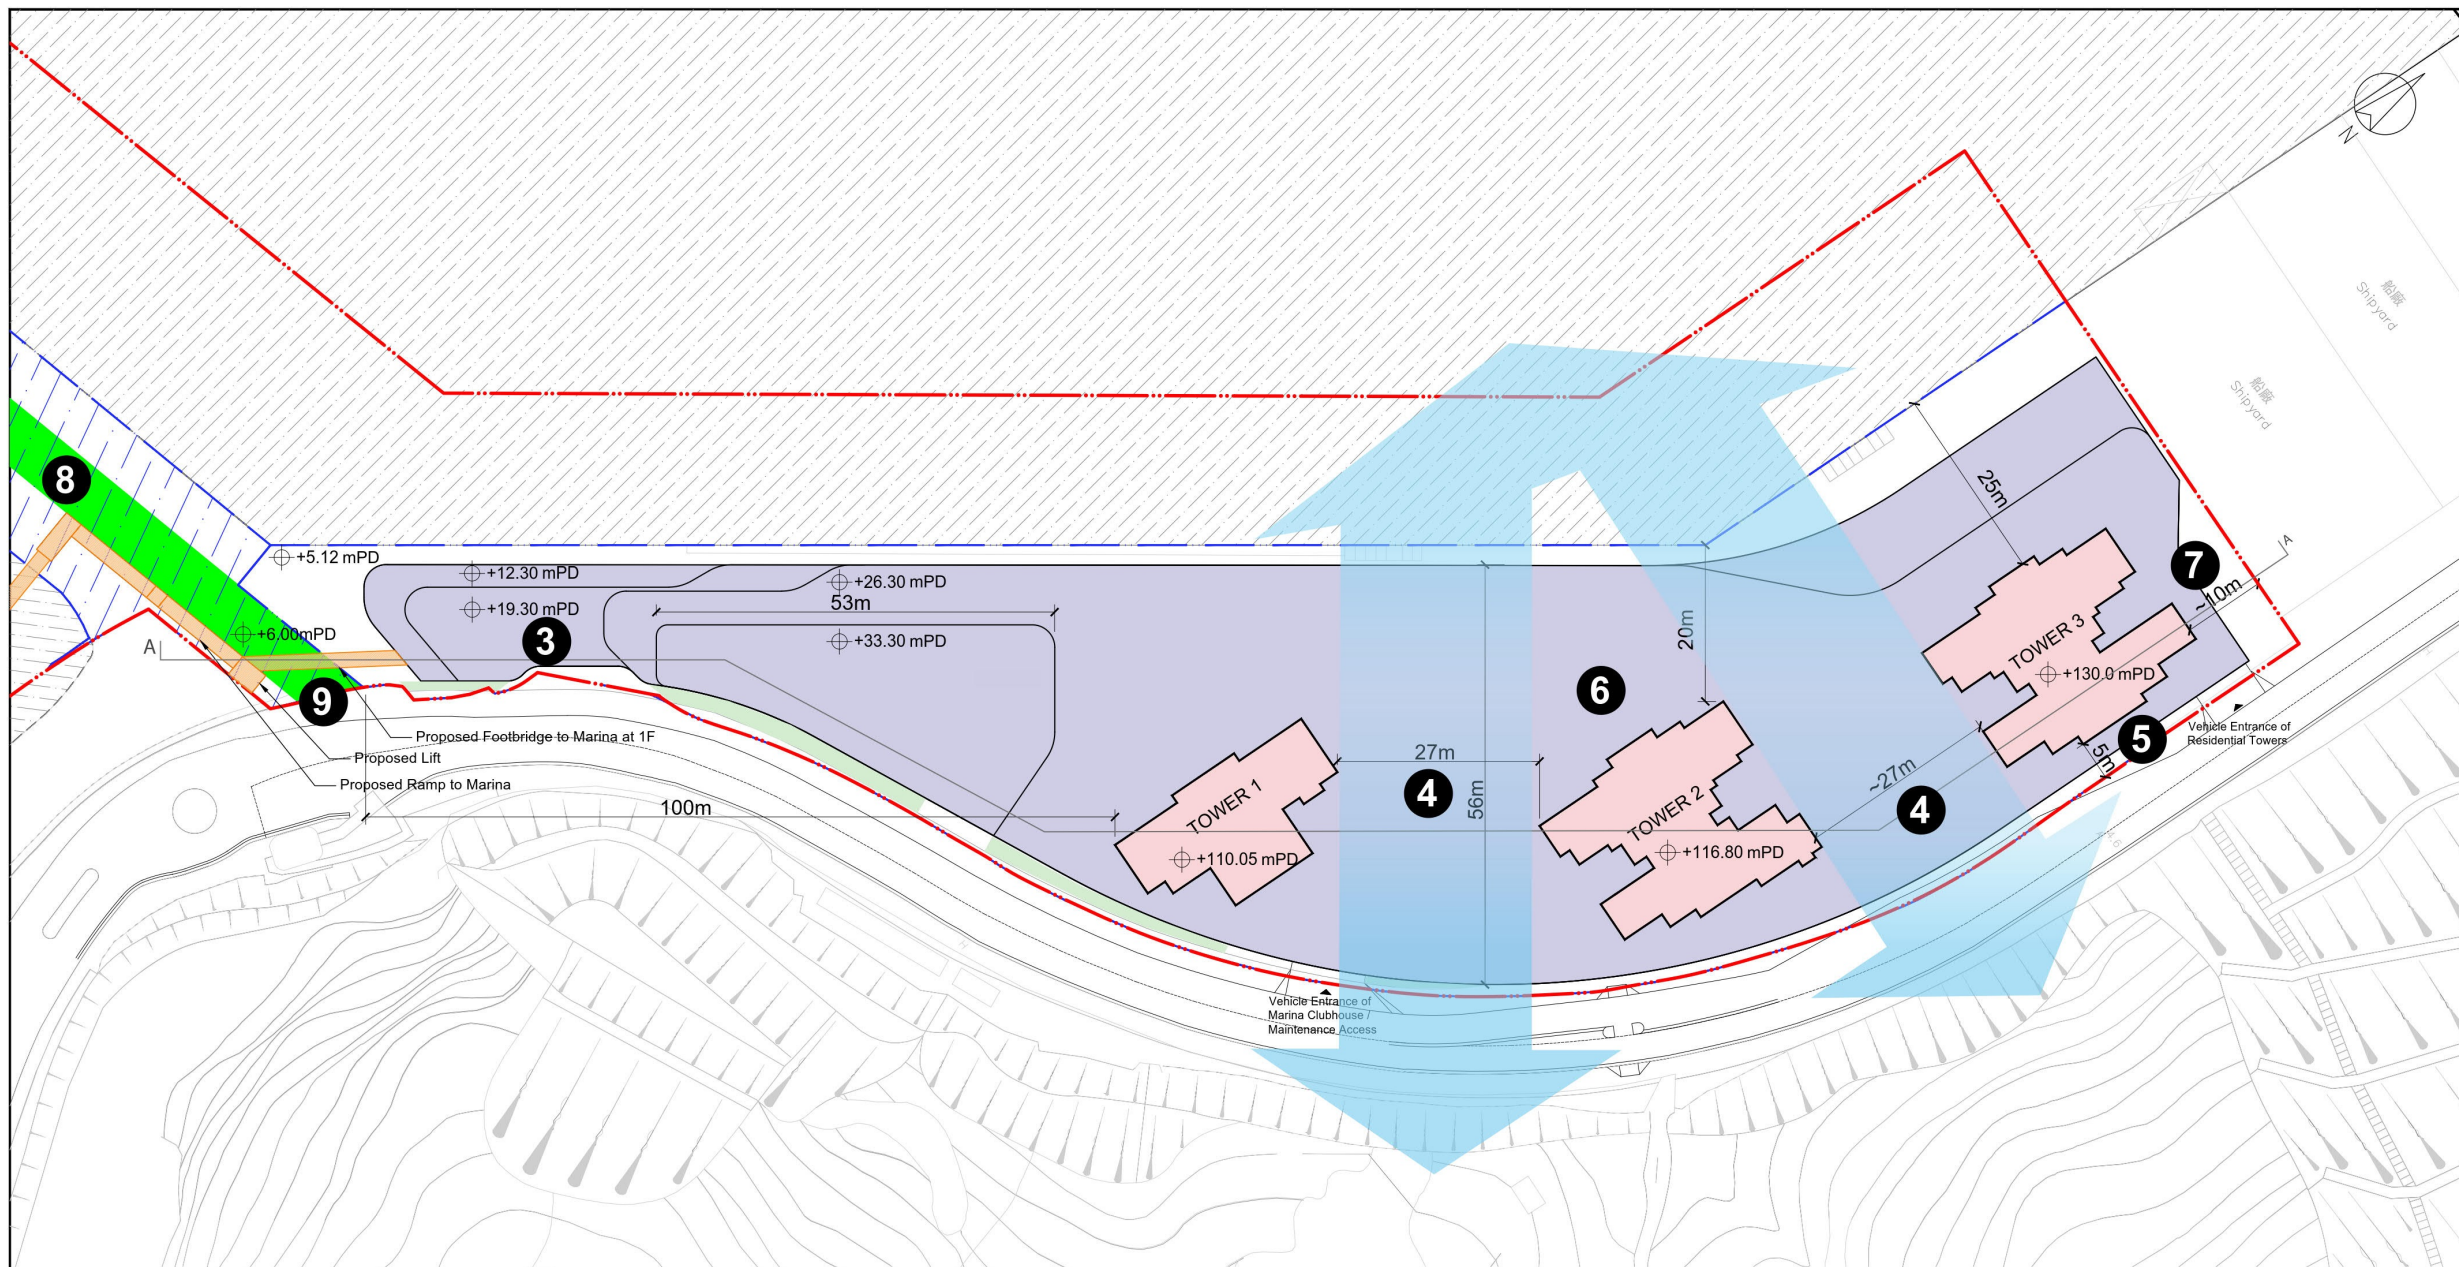 N
船廠
Shipyard
船廠
Shipyard
8
+5.12 mPD
+12.30 mPD
+26.30 mPD
+19.30 mPD
53m
+6.00mPD
3
+33.30 mPD
A
9
25m
20m
7
A
~10m
TOWER 3
+130.0 mPD
6
5
5m
Vehicle Entrance of
Residential Towers
Proposed Footbridge to Marina at 1F
Proposed Lift
Proposed Ramp to Marina
100m
TOWER 1
+110.05 mPD
27m
4
56m
TOWER 2
+116.80 mPD
~27m
4
Vehicle Entrance of
Marina Clubhouse /
Maintenance Access